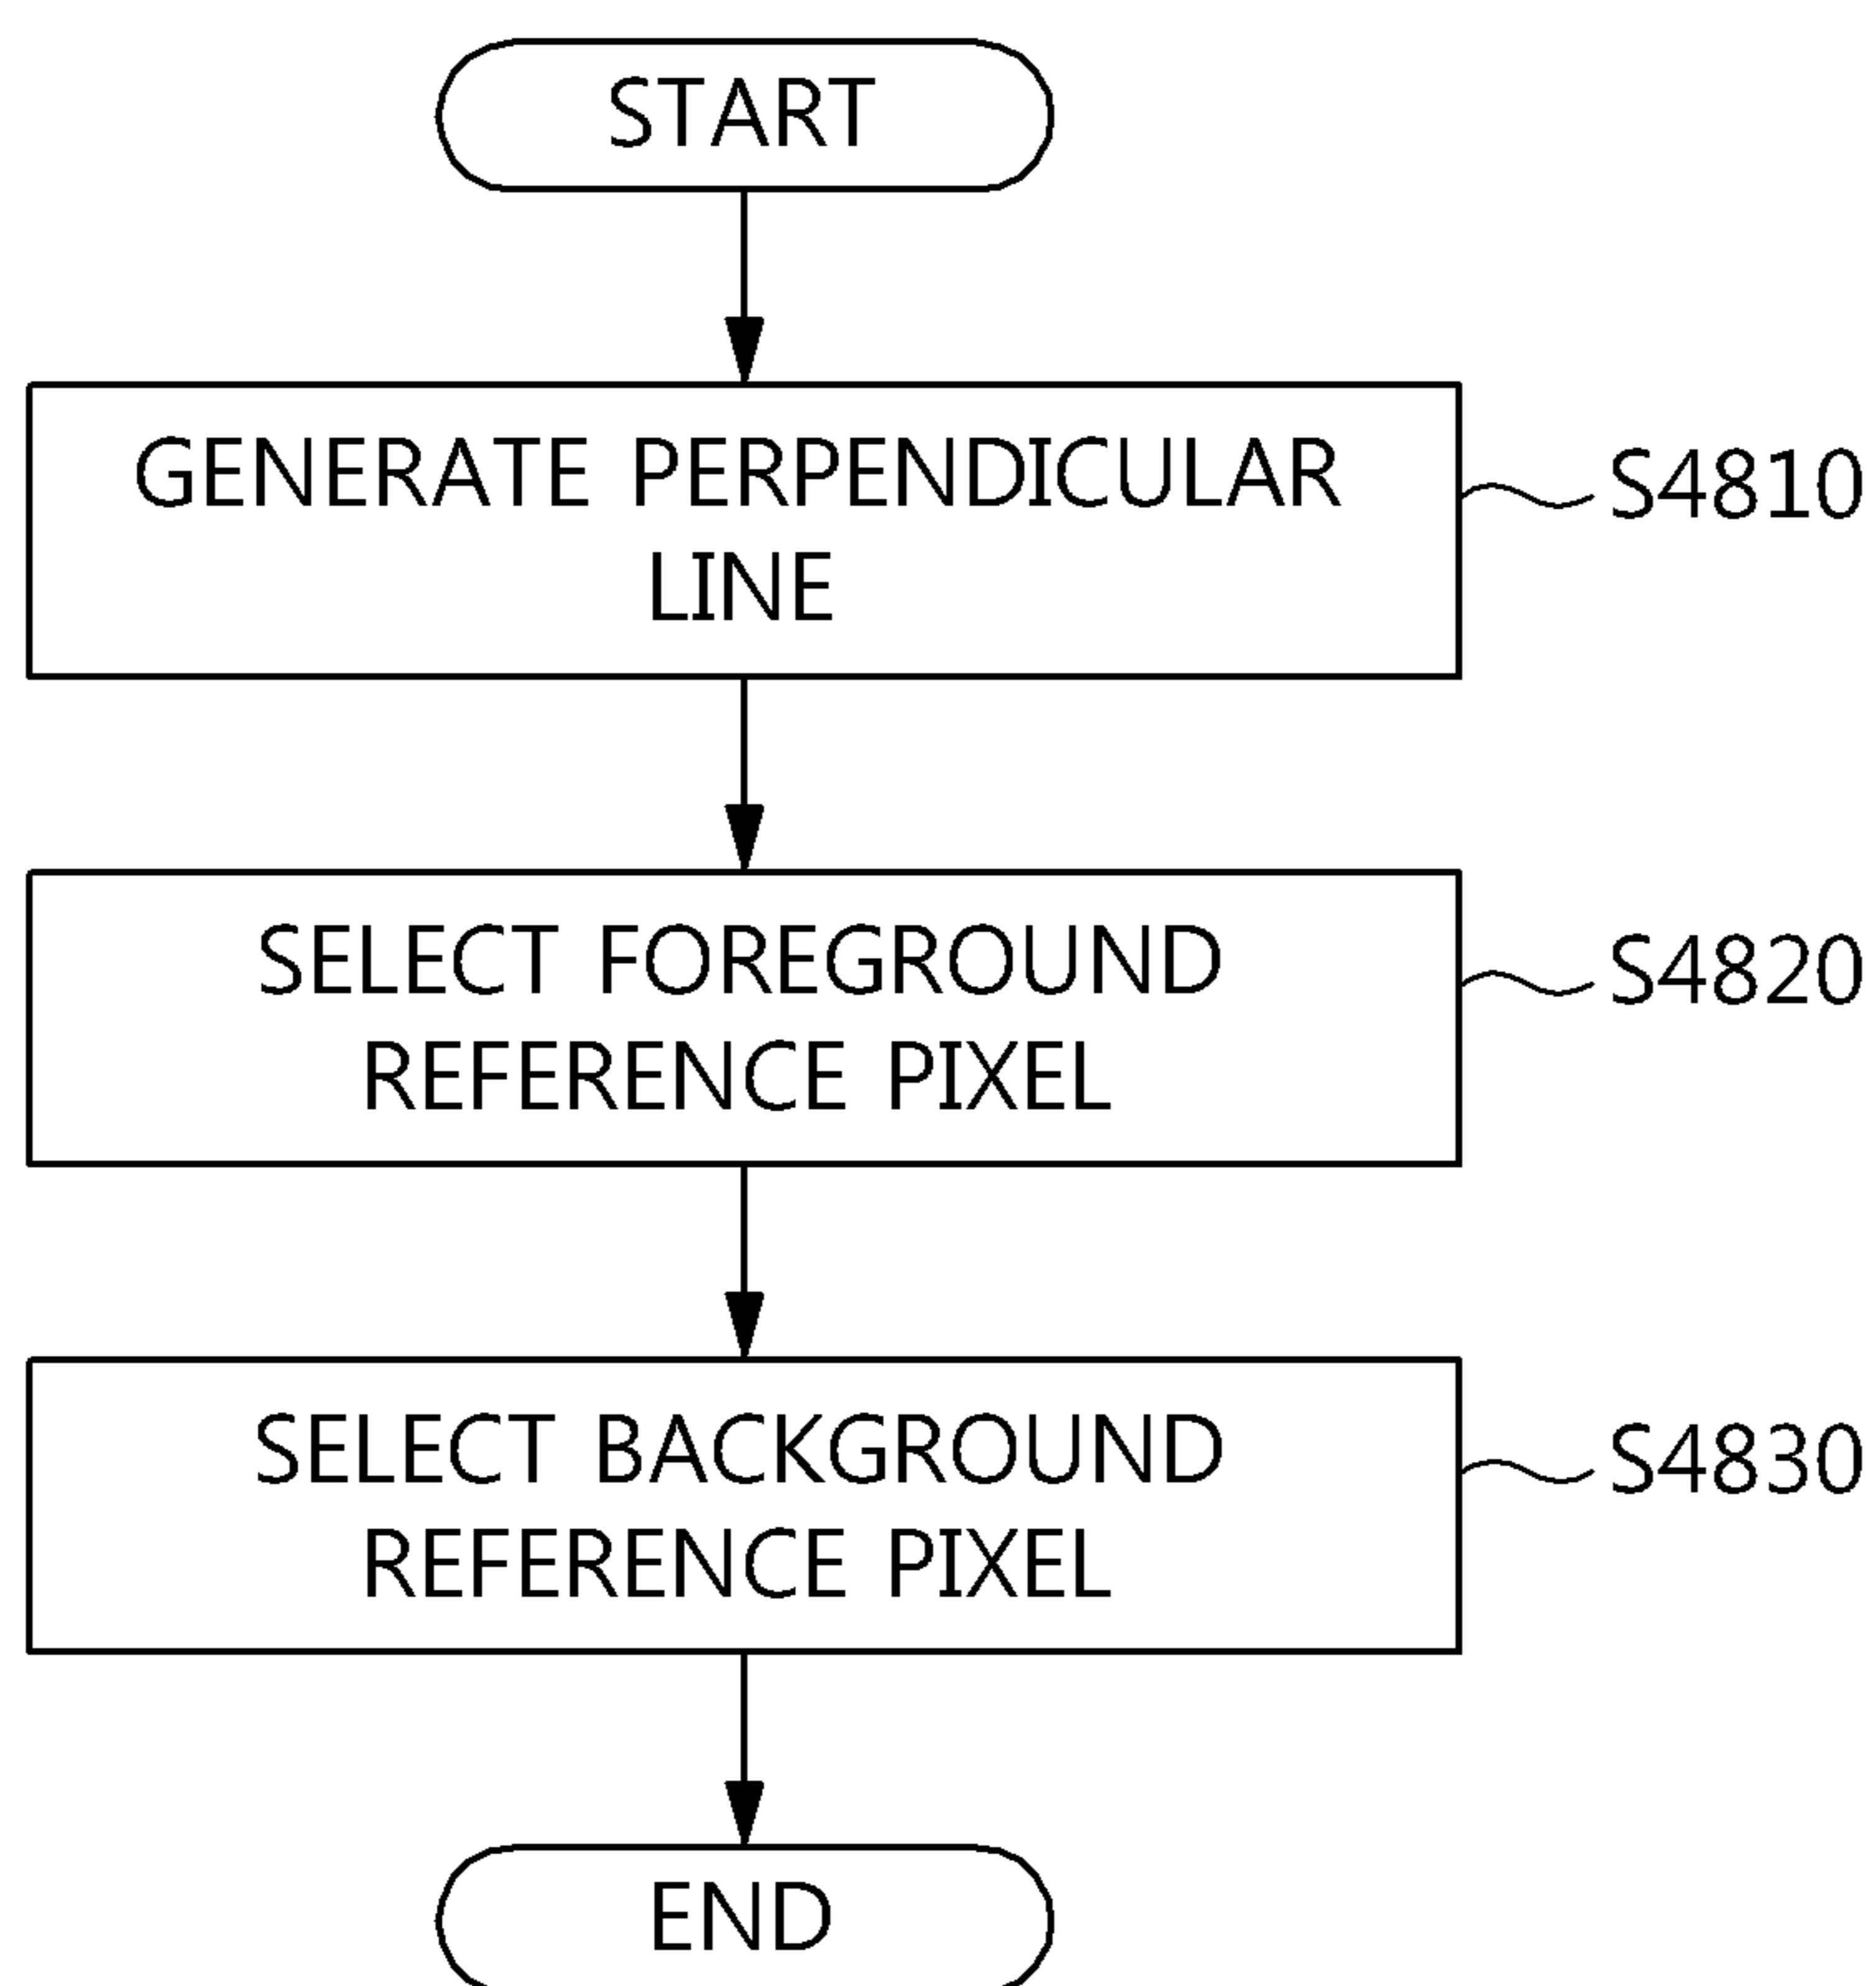 START
GENERATE PERPENDICULAR
LINE
S4810
SELECT FOREGROUND
REFERENCE PIXEL
S4820
SELECT BACKGROUND
REFERENCE PIXEL
S4830
END